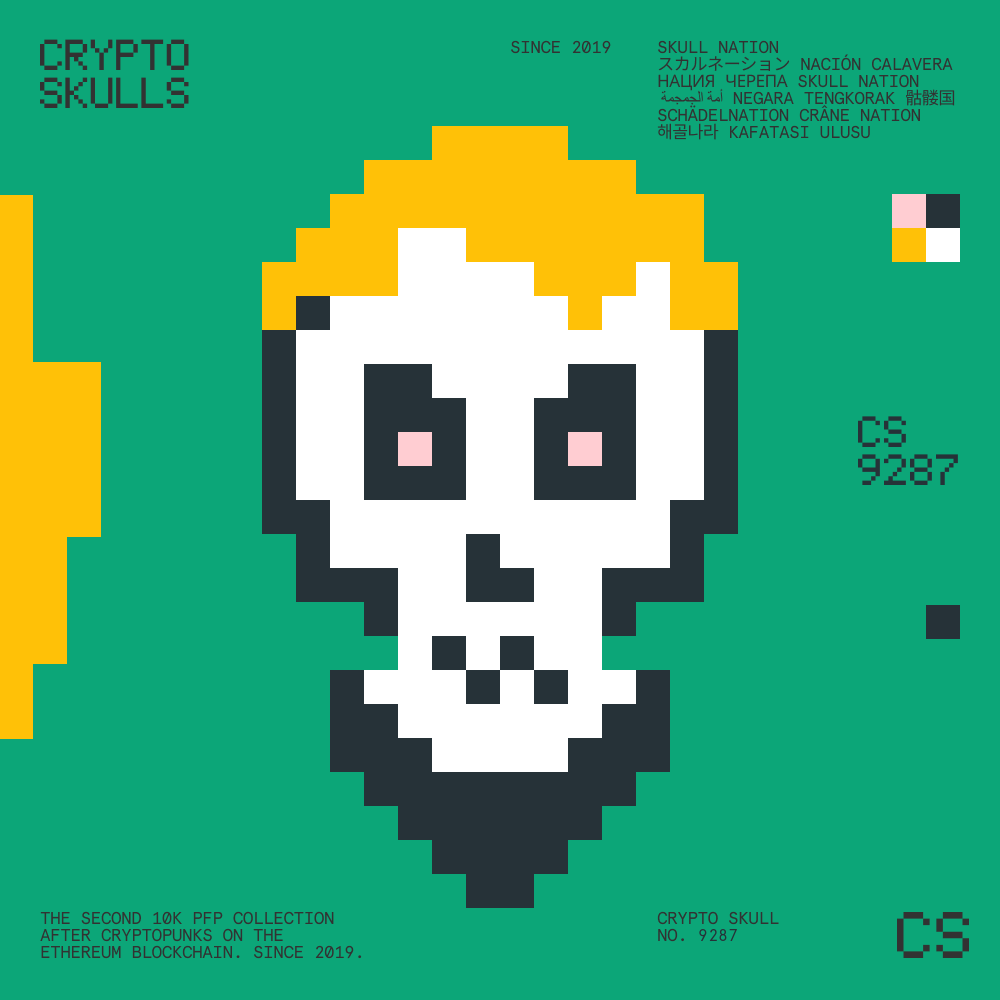 CRYPTO
SKULLS
SINCE 2019
SKULL NATION
スカルネーション NACIÓN CALAVERA
НАЦИЯ ЧЕРЕПА SKULL NATION
أمة الجمجمة NEGARA TENGKORAK 骷髅国
SCHÄDELNATION CRÂNE NATION
해골나라 KAFATASI ULUSU
CS
9287
THE SECOND 10K PFP COLLECTION
AFTER CRYPTOPUNKS ON THE
ETHEREUM BLOCKCHAIN. SINCE 2019.
CRYPTO SKULL
NO. 9287
CS